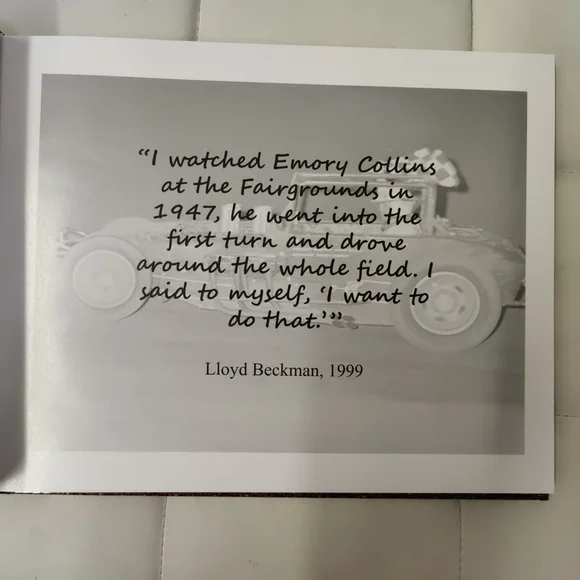 “I watched Emory Collins
at the Fairgrounds in
1947, he went into the
first turn and drove
around the whole field. I
said to myself, ‘I want to
do that.’”
Lloyd Beckman, 1999